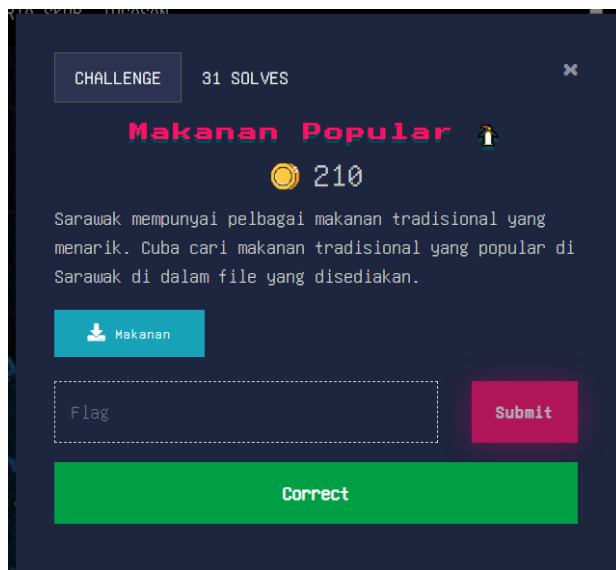 CHALLENGE
31 SOLVES
Makanan Popular
210
Sarawak mempunyai pelbagai makanan tradisional yang
menarik. Cuba cari makanan tradisional yang popular di
Sarawak di dalam file yang disediakan.
Makanan
Flag
Submit
Correct